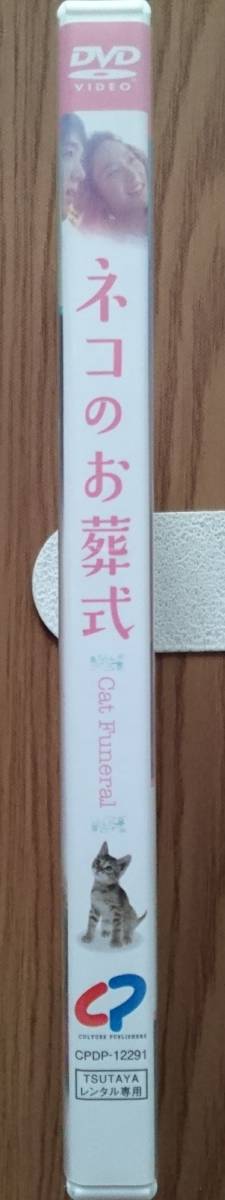 DVD
VIDEO
ネコのお葬式
Cat Funeral
CP
CULTURE PUBLISHERS
CPDP-12291
TSUTAYA
レンタル専用